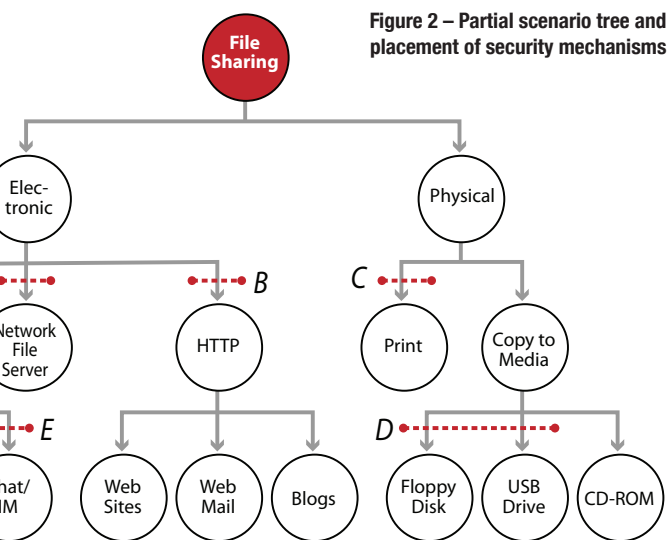 Figure 2 – Partial scenario tree and
placement of security mechanisms
File
Sharing
Elec-
tronic
Physical
B
C
Network
File
Server
HTTP
Print
Copy to
Media
E
D
hat/
IM
Web
Sites
Web
Mail
Blogs
Floppy
Disk
USB
Drive
CD-ROM